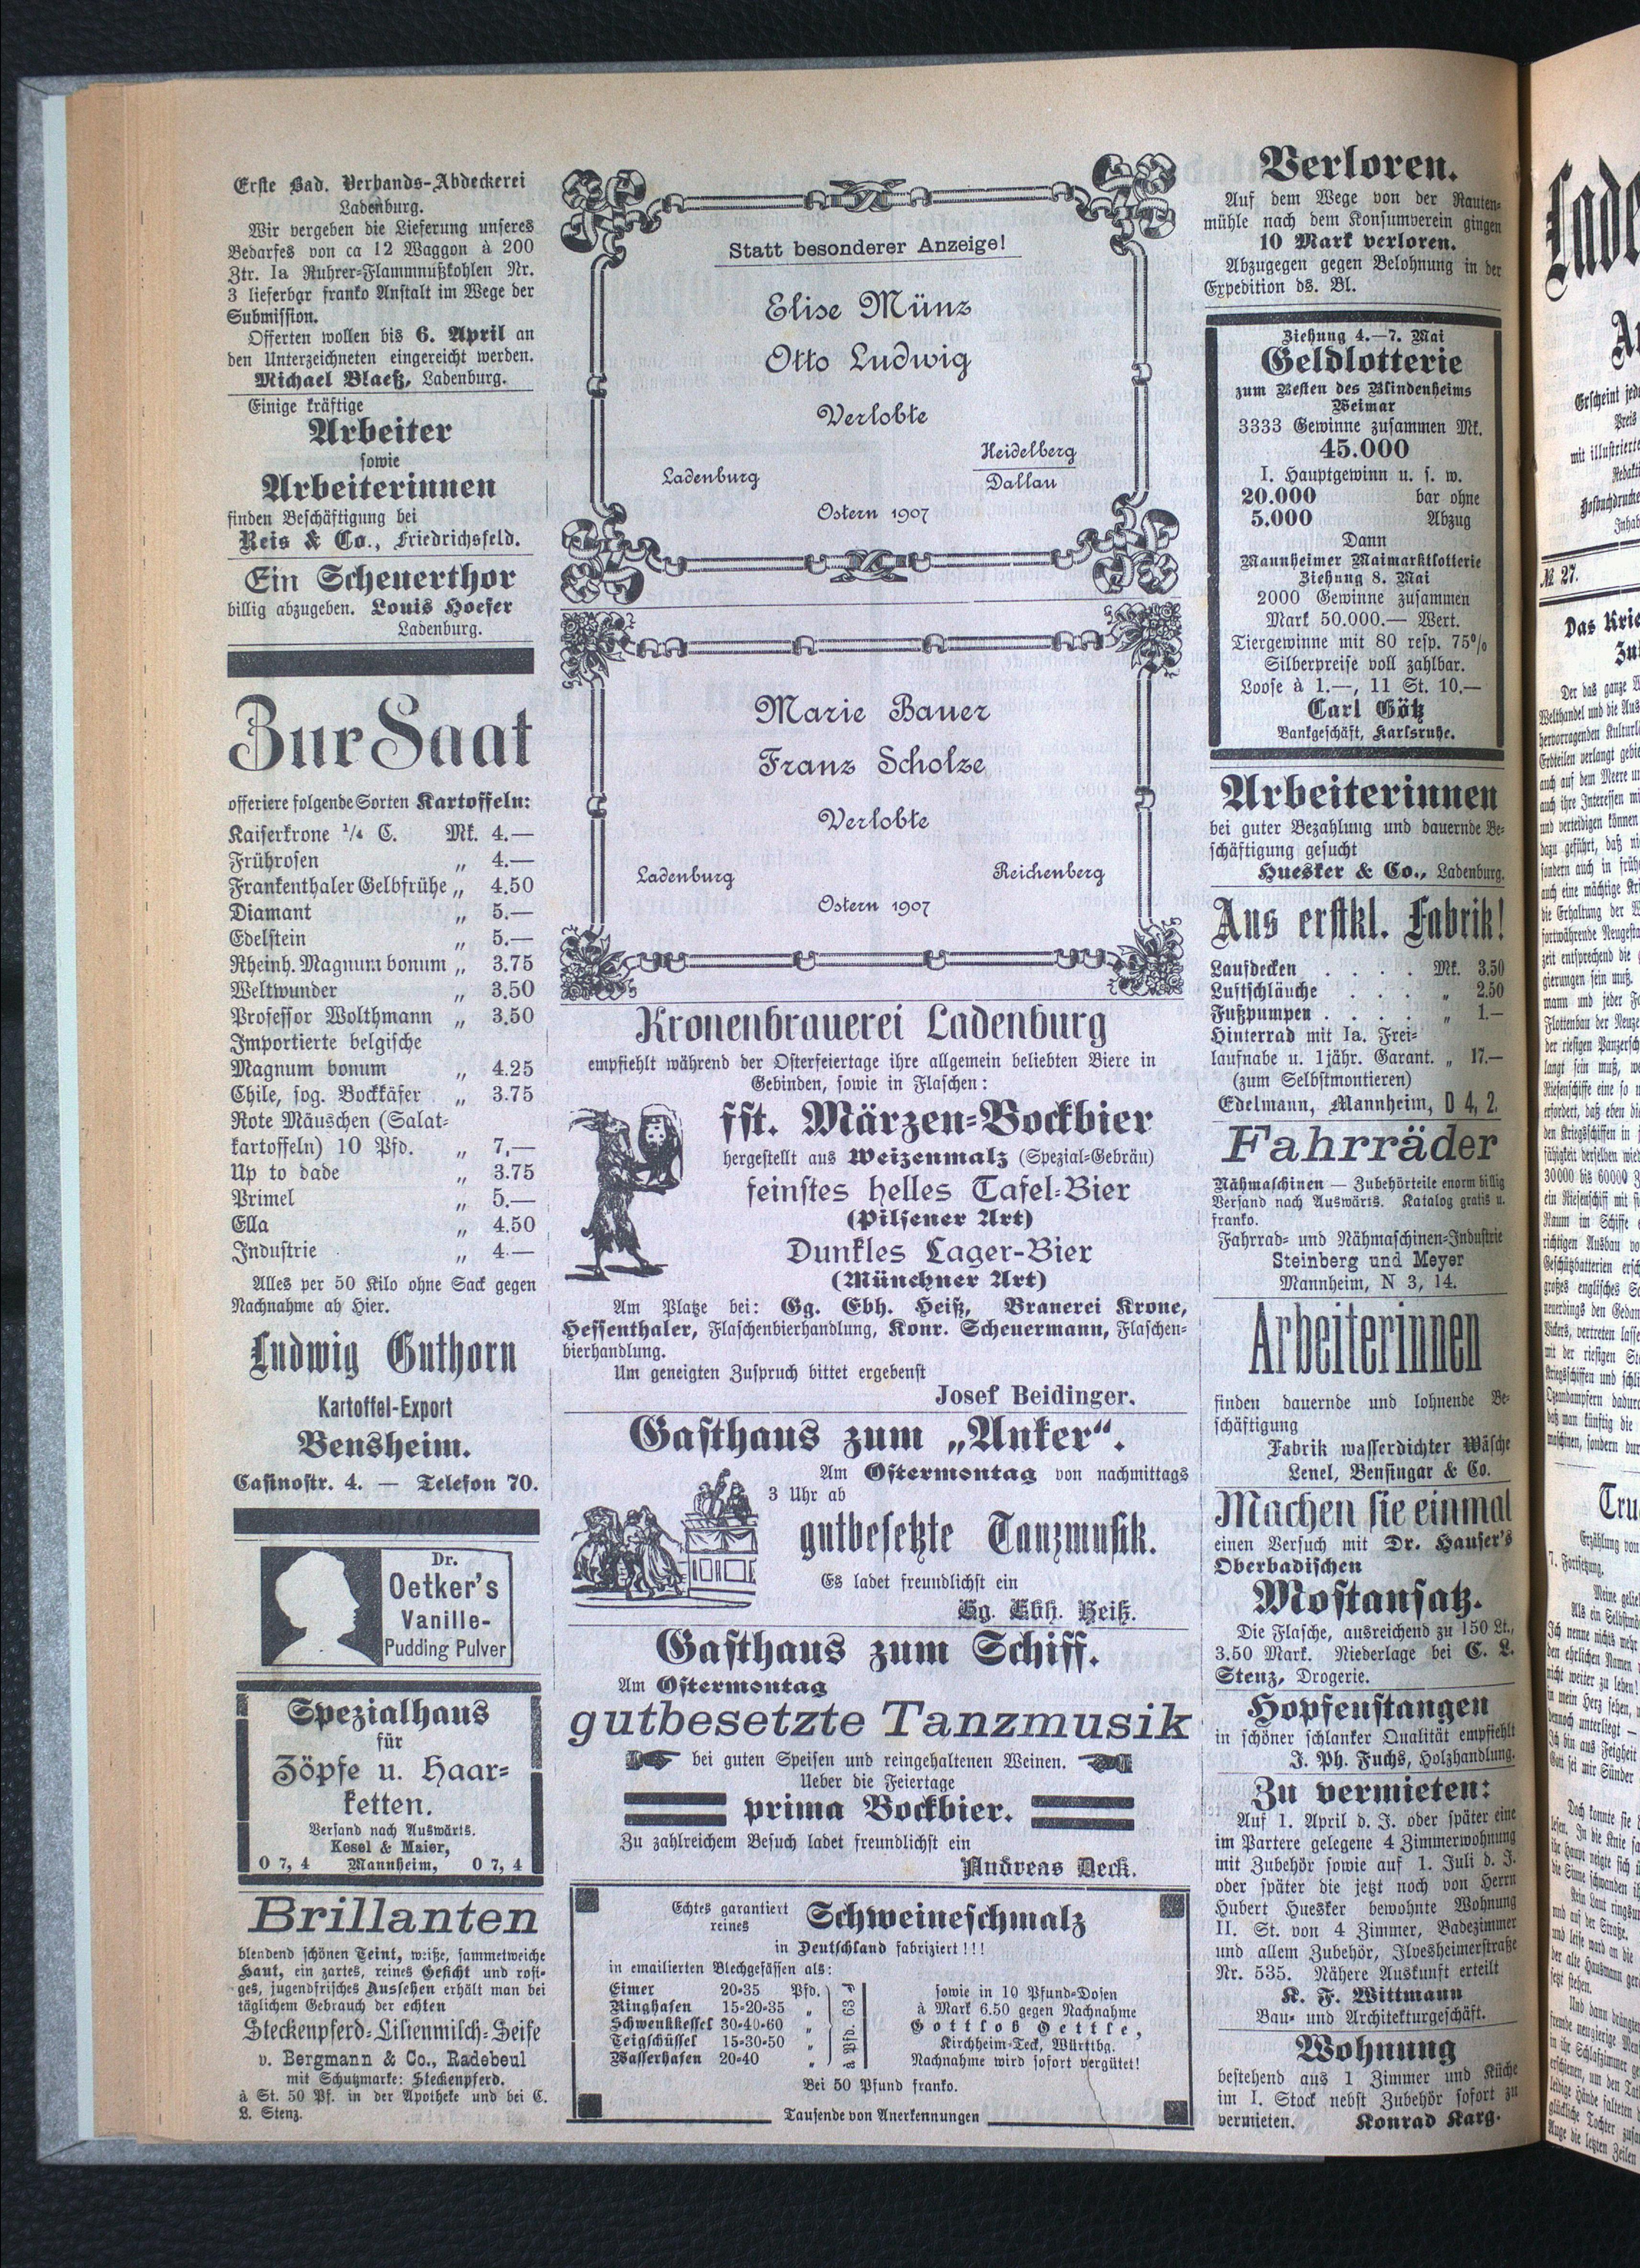 Erste Bad. Verbands-Abdeckerei
Ladenburg.
Wir vergeben die Lieferung unseres
Bedarfes von ca 12 Waggon à 200
Ztr. Ia Ruhrer-Flammnußkohlen Nr.
3 lieferbar franko Anstalt im Wege der
Submission.
Offerten wollen bis 6. April an
den Unterzeichneten eingereicht werden.
Michael Blaeß, Ladenburg.
Einige kräftige
Arbeiter
sowie
Arbeiterinnen
finden Beschäftigung bei
Reis & Co., Friedrichsfeld.
Ein Scheuerthor
billig abzugeben. Louis Hoefer
Ladenburg.
Zur Saat
offeriere folgende Sorten Kartoffeln:
Kaiserkrone 1/4 C. Mk. 4.—
Frührosen „ 4.—
Frankenthaler Gelbfrühe „ 4.50
Diamant „ 5.—
Edelstein „ 5.—
Rheinh. Magnum bonum „ 3.75
Weltwunder „ 3.50
Professor Wolthmann „ 3.50
Importierte belgische
Magnum bonum „ 4.25
Chile, sog. Bockkäfer „ 3.75
Rote Mäuschen (Salat-
kartoffeln) 10 Pfd. „ 7.—
Up to dade „ 3.75
Primel „ 5.—
Ella „ 4.50
Industrie „ 4.—
Alles per 50 Kilo ohne Sack gegen
Nachnahme ab Hier.
Ludwig Guthorn
Kartoffel-Export
Bensheim.
Casinostr. 4. — Telefon 70.
Dr.
Oetker's
Vanille-
Pudding Pulver
Spezialhaus
für
Zöpfe u. Haar-
ketten.
Versand nach Auswärts.
Kesel & Maier,
O 7, 4 Mannheim, O 7, 4
Brillanten
blendend schönen Teint, weiße, sammetweiche
Haut, ein zartes, reines Gesicht und rosi-
ges, jugendfrisches Aussehen erhält man bei
täglichem Gebrauch der echten
Steckenpferd-Lilienmilch-Seife
v. Bergmann & Co., Radebeul
mit Schutzmarke: Steckenpferd.
à St. 50 Pf. in der Apotheke und bei C.
L. Stenz.
Statt besonderer Anzeige!
Elise Münz
Otto Ludwig
Verlobte
Heidelberg
Ladenburg Dallau
Ostern 1907
Marie Bauer
Franz Scholze
Verlobte
Ladenburg Reichenberg
Ostern 1907
Kronenbrauerei Ladenburg
empfiehlt während der Osterfeiertage ihre allgemein beliebten Biere in
Gebinden, sowie in Flaschen:
fst. Märzen-Bockbier
hergestellt aus Weizenmalz (Spezial-Gebräu)
feinstes helles Tafel-Bier
(Pilsener Art)
Dunkles Lager-Bier
(Münchner Art)
Am Platze bei: Gg. Ebh. Heiß, Brauerei Krone,
Hessenthaler, Flaschenbierhandlung, Konr. Scheuermann, Flaschen-
bierhandlung.
Um geneigten Zuspruch bittet ergebenst
Josef Beidinger.
Gasthaus zum „Anker“.
Am Ostermontag von nachmittags
3 Uhr ab
gutbesetzte Tanzmusik.
Es ladet freundlichst ein
Gg. Ebh. Heiß.
Gasthaus zum Schiff.
Am Ostermontag
gutbesetzte Tanzmusik
bei guten Speisen und reingehaltenen Weinen.
Ueber die Feiertage
prima Bockbier.
Zu zahlreichem Besuch ladet freundlichst ein
Andreas Deck.
Echtes garantiert
reines Schweineschmalz
in Deutschland fabriziert!!!
in emailierten Blechgefässen als:
Eimer 20-35 Pfd.
Ringhafen 15-20-35 „
Schwenkkessel 30-40-60 „
Teigschüssel 15-30-50 „
Wasserhafen 20-40 „
à Pfd. 63 ₰
sowie in 10 Pfund-Dosen
à Mark 6.50 gegen Nachnahme
Gottlob Oettle,
Kirchheim-Teck, Württbg.
Nachnahme wird sofort vergütet!
Bei 50 Pfund franko.
Tausende von Anerkennungen
Verloren.
Auf dem Wege von der Rauten-
mühle nach dem Konsumverein gingen
10 Mark verloren.
Abzugegen gegen Belohnung in der
Expedition ds. Bl.
Ziehung 4.—7. Mai
Geldlotterie
zum Besten des Blindenheims
Weimar
3333 Gewinne zusammen Mk.
45.000
I. Hauptgewinn u. s. w.
20.000 bar ohne
5.000 Abzug
Dann
Mannheimer Maimarktlotterie
Ziehung 8. Mai
2000 Gewinne zusammen
Mark 50.000.— Wert.
Tiergewinne mit 80 resp. 75%
Silberpreise voll zahlbar.
Loose à 1.—, 11 St. 10.—
Carl Götz
Bankgeschäft, Karlsruhe.
Arbeiterinnen
bei guter Bezahlung und dauernde Be-
schäftigung gesucht
Huesker & Co., Ladenburg.
Aus erstkl. Fabrik!
Laufdecken . . . . Mk. 3.50
Luftschläuche . . . „ 2.50
Fußpumpen . . . . „ 1.—
Hinterrad mit Ia. Frei-
laufnabe u. 1jähr. Garant. „ 17.—
(zum Selbstmontieren)
Edelmann, Mannheim, D 4, 2.
Fahrräder
Nähmaschinen — Zubehörteile enorm billig
Versand nach Auswärts. Katalog gratis u.
franko.
Fahrrad- und Nähmaschinen-Industrie
Steinberg und Meyer
Mannheim, N 3, 14.
Arbeiterinnen
finden dauernde und lohnende Be-
schäftigung
Fabrik wasserdichter Wäsche
Lenel, Bensingar & Co.
Machen sie einmal
einen Versuch mit Dr. Hauser's
Oberbadischen
Mostansatz.
Die Flasche, ausreichend zu 150 Lt.,
3.50 Mark. Niederlage bei C. L.
Stenz, Drogerie.
Hopfenstangen
in schöner schlanker Qualität empfiehlt
J. Ph. Fuchs, Holzhandlung.
Zu vermieten:
Auf 1. April d. J. oder später eine
im Partere gelegene 4 Zimmerwohnung
mit Zubehör sowie auf 1. Juli d. J.
oder später die jetzt noch von Herrn
Hubert Huesker bewohnte Wohnung
II. St. von 4 Zimmer, Badezimmer
und allem Zubehör, Ilvesheimerstraße
Nr. 535. Nähere Auskunft erteilt
K. F. Wittmann
Bau- und Architekturgeschäft.
Wohnung
bestehend aus 1 Zimmer und Küche
im I. Stock nebst Zubehör sofort zu
vermieten. Konrad Karg.
Lade
Erscheint jed
Preis
mit illustrierte
№ 27.
Das Krie
Der das ganze
Welthandel und die Aus
Erzählung von
7. Fortsetzung.